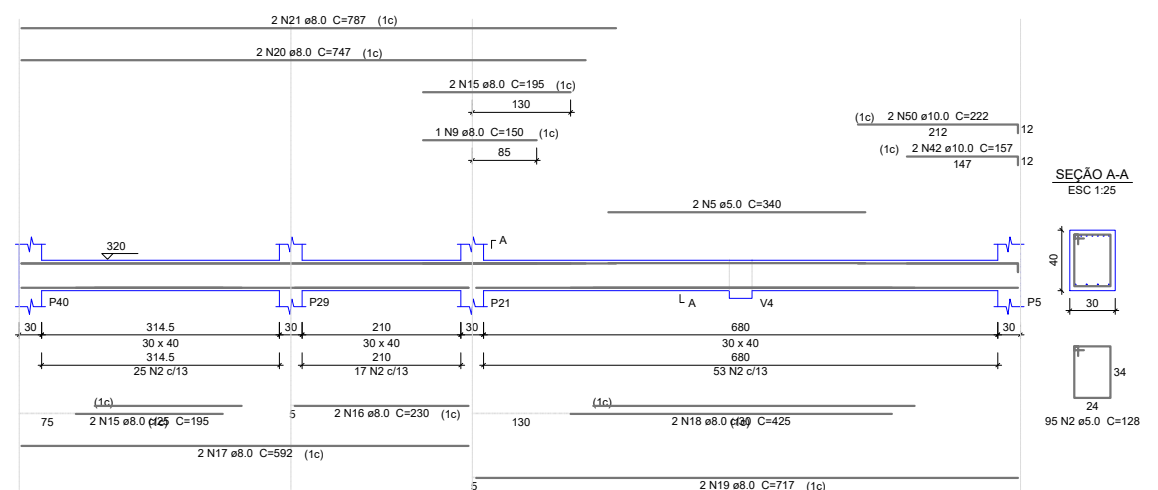 2 N21 ø8.0 C=787 (1c)
2 N20 ø8.0 C=747 (1c)
2 N15 ø8.0 C=195 (1c)
130
(1c) 2 N50 ø10.0 C=222
212
12
1 N9 ø8.0 C=150 (1c)
85
(1c) 2 N42 ø10.0 C=157
147
12
SEÇÃO A-A
ESC 1:25
2 N5 ø5.0 C=340
320
A
40
30
P40
P29
P21
A
V4
P5
30 314.5 30 210 30 680 30
30 x 40 30 x 40 30 x 40
314.5 210 680
25 N2 c/13 17 N2 c/13 53 N2 c/13
34
24
95 N2 ø5.0 C=128
(1c) (1c)
75 2 N15 ø8.0 c/25 C=195 (1c)
5 2 N16 ø8.0 C=230 (1c)
130 2 N18 ø8.0 c/30 C=425 (1c)
2 N17 ø8.0 C=592 (1c)
5 2 N19 ø8.0 C=717 (1c)